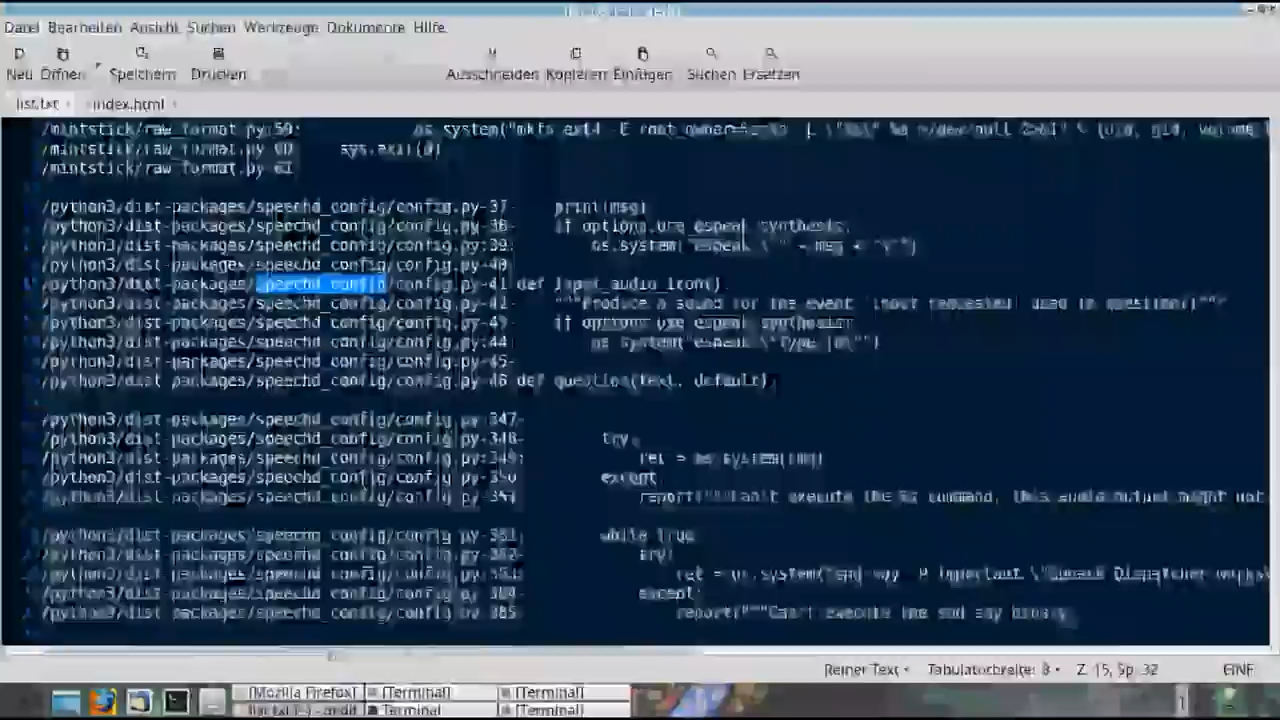 Datei Bearbeiten Ansicht Suchen Werkzeuge Dokumente Hilfe
Neu Öffnen Speichern Drucken Ausschneiden Kopieren Einfügen Suchen Ersetzen
list.txt index.html
/mintstick/raw_format.py:59: os.system("mkfs.ext4 -E root_owner=
/mintstick/raw_format.py 60 sys.exit(0)
/mintstick/raw_format.py 61
/python3/dist-packages/speechd_config/config.py-37- print(msg)
/python3/dist-packages/speechd_config/config.py-38- if options.use_espeak_synthesis:
/python3/dist-packages/speechd_config/config.py:39: os.system("espeak \"" + msg + "\"")
/python3/dist-packages/speechd_config/config.py-40-
/python3/dist-packages/speechd_config/config.py-41-def input_audio_icon():
/python3/dist-packages/speechd_config/config.py-42- """Produce a sound for the event 'input requested' used in question()"""
/python3/dist-packages/speechd_config/config.py-43- if options.use_espeak_synthesis:
/python3/dist-packages/speechd_config/config.py:44: os.system("espeak \"Type
/python3/dist-packages/speechd_config/config.py-45-
/python3/dist-packages/speechd_config/config.py-46-def question(text, default):
/python3/dist-packages/speechd_config/config.py-347-
/python3/dist-packages/speechd_config/config.py-348- try:
/python3/dist-packages/speechd_config/config.py:349: ret = os.system(cmd)
/python3/dist-packages/speechd_config/config.py-350- except:
/python3/dist-packages/speechd_config/config.py-351- report("""Can't execute the command, this audio output might not
/python3/dist-packages/speechd_config/config.py-381- while True:
/python3/dist-packages/speechd_config/config.py-382- try:
/python3/dist-packages/speechd_config/config.py:383: ret = os.system("spd-say -P important \"Speech Dispatcher works
/python3/dist-packages/speechd_config/config.py-384- except:
/python3/dist-packages/speechd_config/config.py-385- report("""Can't execute the spd-say binary,
Reiner Text Tabulatorbreite: 8 Z. 15, Sp. 32 EINF
[Mozilla Firefox] [Terminal] [Terminal]
Terminal [Terminal]
1